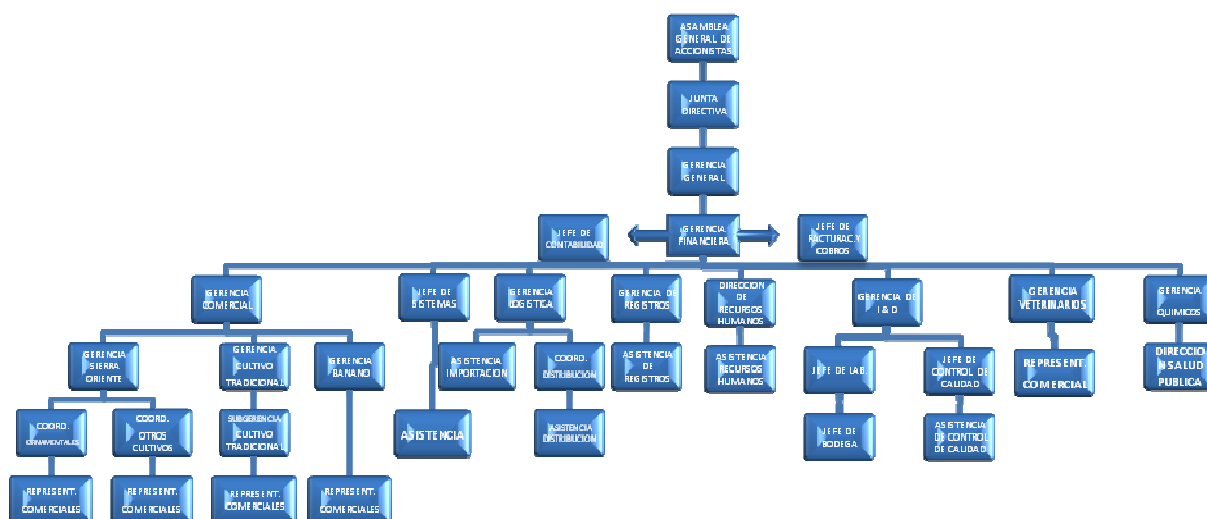 ASAMBLEA
GENERAL DE
ACCIONISTAS
JUNTA
DIRECTIVA
GERENCIA
GENERAL
JEFE DE
CONTABILIDAD
GERENCIA
FINANCIERA
JEFE DE
FACTURAC.Y
COBROS
GERENCIA
COMERCIAL
JEFE DE
SISTEMAS
GERENCIA
LOGISTICA
GERENCIA DE
REGISTROS
DIRECCION
DE
RECURSOS
HUMANOS
GERENCIA DE
I & D
GERENCIA
VETERINARIOS
GERENCIA
QUIMICOS
GERENCIA
SIERRA
ORIENTE
GERENCIA
CULTIVO
TRADICIONAL
GERENCIA
BANANO
ASISTENCIA
IMPORTACION
COORD.
DISTRIBUCION
ASISTENCIA
DE
REGISTROS
ASISTENCIA
RECURSOS
HUMANOS
JEFE DE LAB
JEFE DE
CONTROL DE
CALIDAD
REPRESENT.
COMERCIAL
DIRECCIO
N SALUD
PUBLICA
COORD.
ORNAMENTALES
COORD.
OTROS
CULTIVOS
SUBGERENCIA
CULTIVO
TRADICIONAL
ASISTENCIA
ASISTENCIA
DISTRIBUCION
JEFE DE
BODEGA
ASISTENCIA
DE CONTROL
DE CALIDAD
REPRESENT.
COMERCIALES
REPRESENT.
COMERCIALES
REPRESENT.
COMERCIALES
REPRESENT.
COMERCIALES